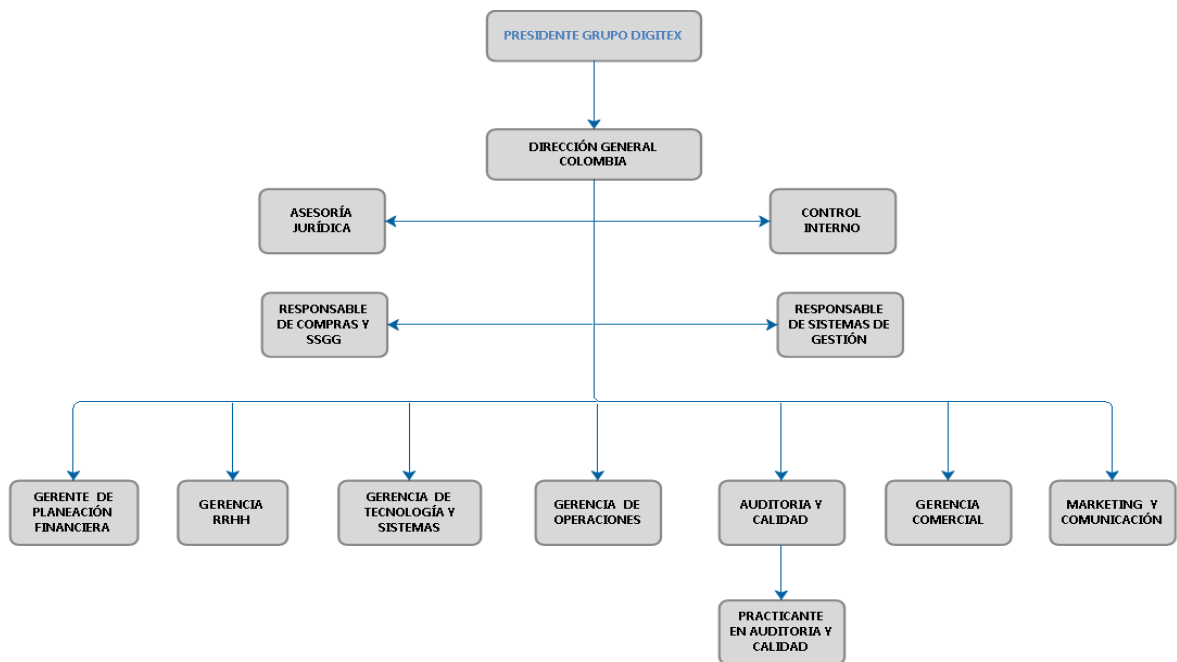 PRESIDENTE GRUPO DIGITEX
DIRECCIÓN GENERAL
COLOMBIA
ASESORÍA
JURÍDICA
CONTROL
INTERNO
RESPONSABLE
DE COMPRAS Y
SSGG
RESPONSABLE
DE SISTEMAS DE
GESTIÓN
GERENTE DE
PLANEACIÓN
FINANCIERA
GERENCIA
RRHH
GERENCIA DE
TECNOLOGÍA Y
SISTEMAS
GERENCIA DE
OPERACIONES
AUDITORIA Y
CALIDAD
GERENCIA
COMERCIAL
MARKETING Y
COMUNICACIÓN
PRACTICANTE
EN AUDITORIA Y
CALIDAD